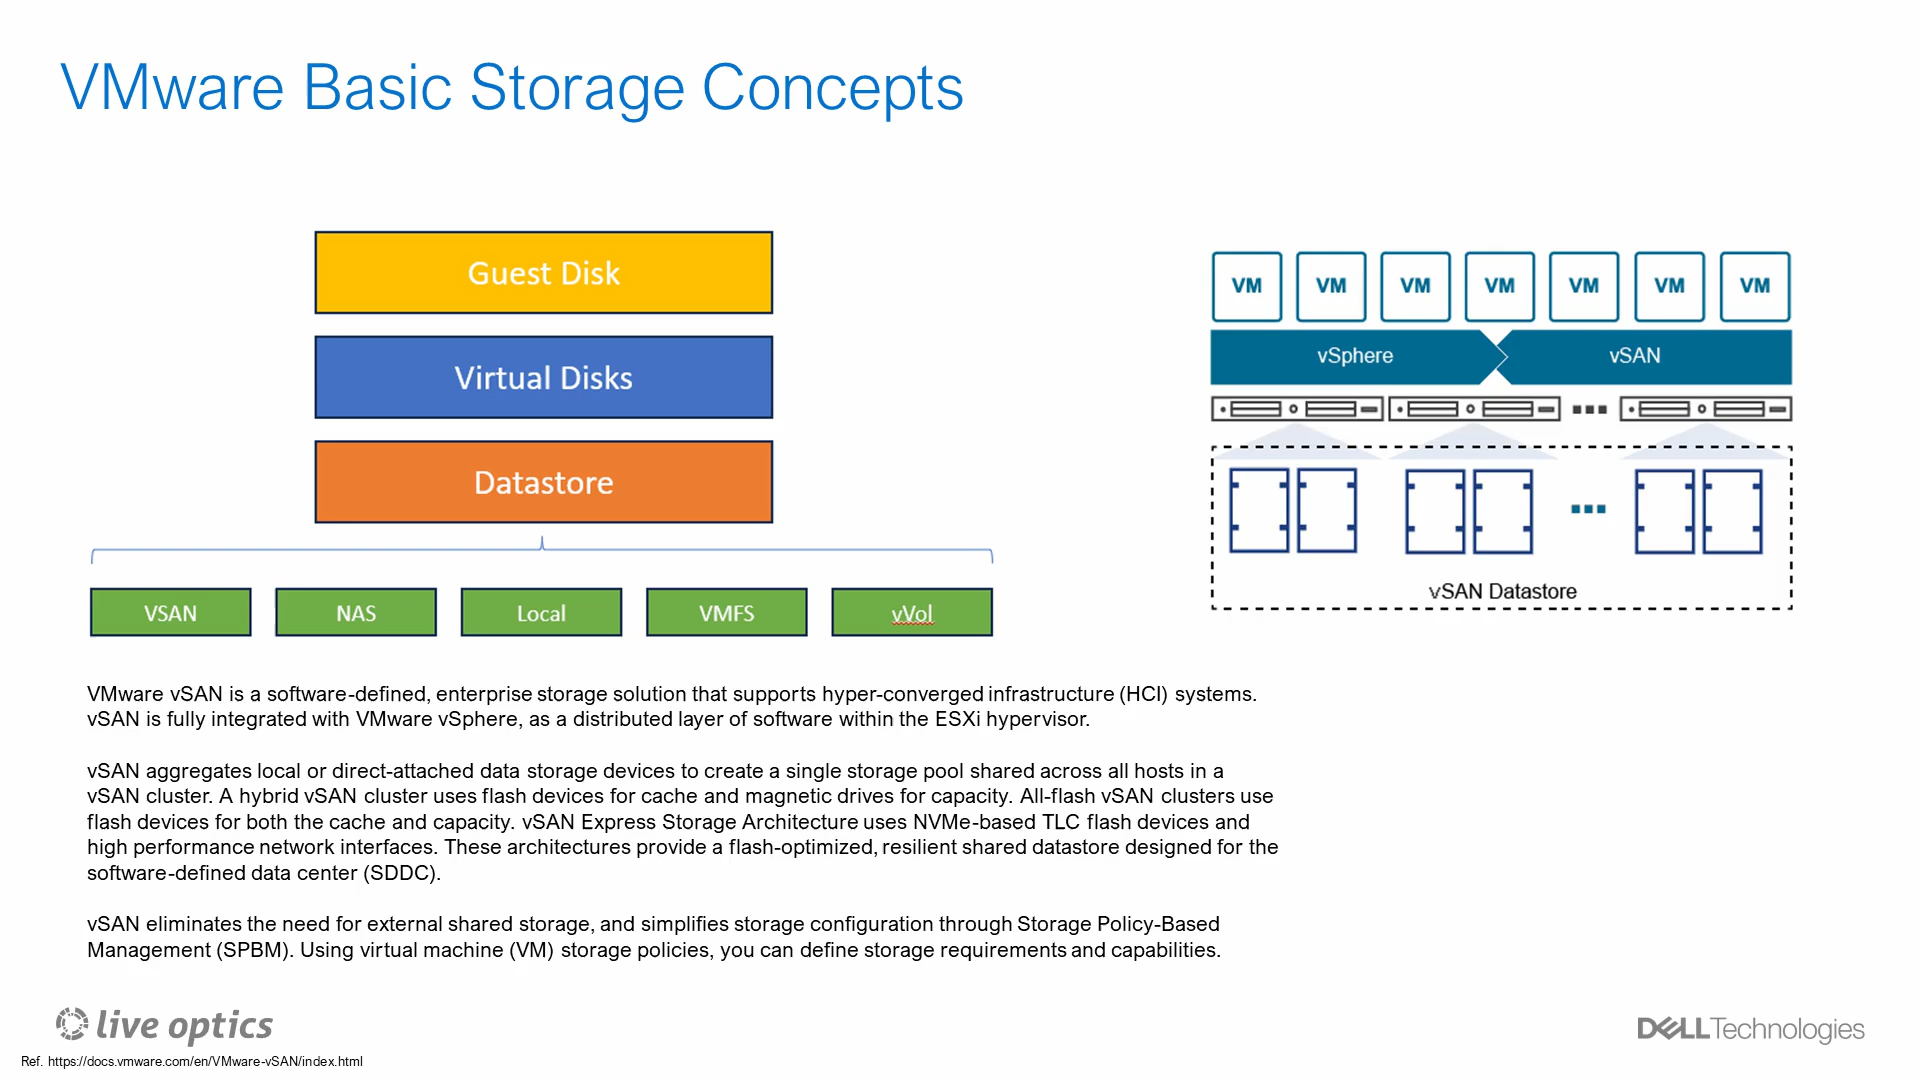 VMware Basic Storage Concepts
Guest Disk
Virtual Disks
Datastore
VSAN NAS Local VMFS vVol
VM VM VM VM VM VM VM
vSphere vSAN
vSAN Datastore
VMware vSAN is a software-defined, enterprise storage solution that supports hyper-converged infrastructure (HCI) systems.
vSAN is fully integrated with VMware vSphere, as a distributed layer of software within the ESXi hypervisor.
vSAN aggregates local or direct-attached data storage devices to create a single storage pool shared across all hosts in a
vSAN cluster. A hybrid vSAN cluster uses flash devices for cache and magnetic drives for capacity. All-flash vSAN clusters use
flash devices for both the cache and capacity. vSAN Express Storage Architecture uses NVMe-based TLC flash devices and
high performance network interfaces. These architectures provide a flash-optimized, resilient shared datastore designed for the
software-defined data center (SDDC).
vSAN eliminates the need for external shared storage, and simplifies storage configuration through Storage Policy-Based
Management (SPBM). Using virtual machine (VM) storage policies, you can define storage requirements and capabilities.
live optics
DELLTechnologies
Ref. https://docs.vmware.com/en/VMware-vSAN/index.html